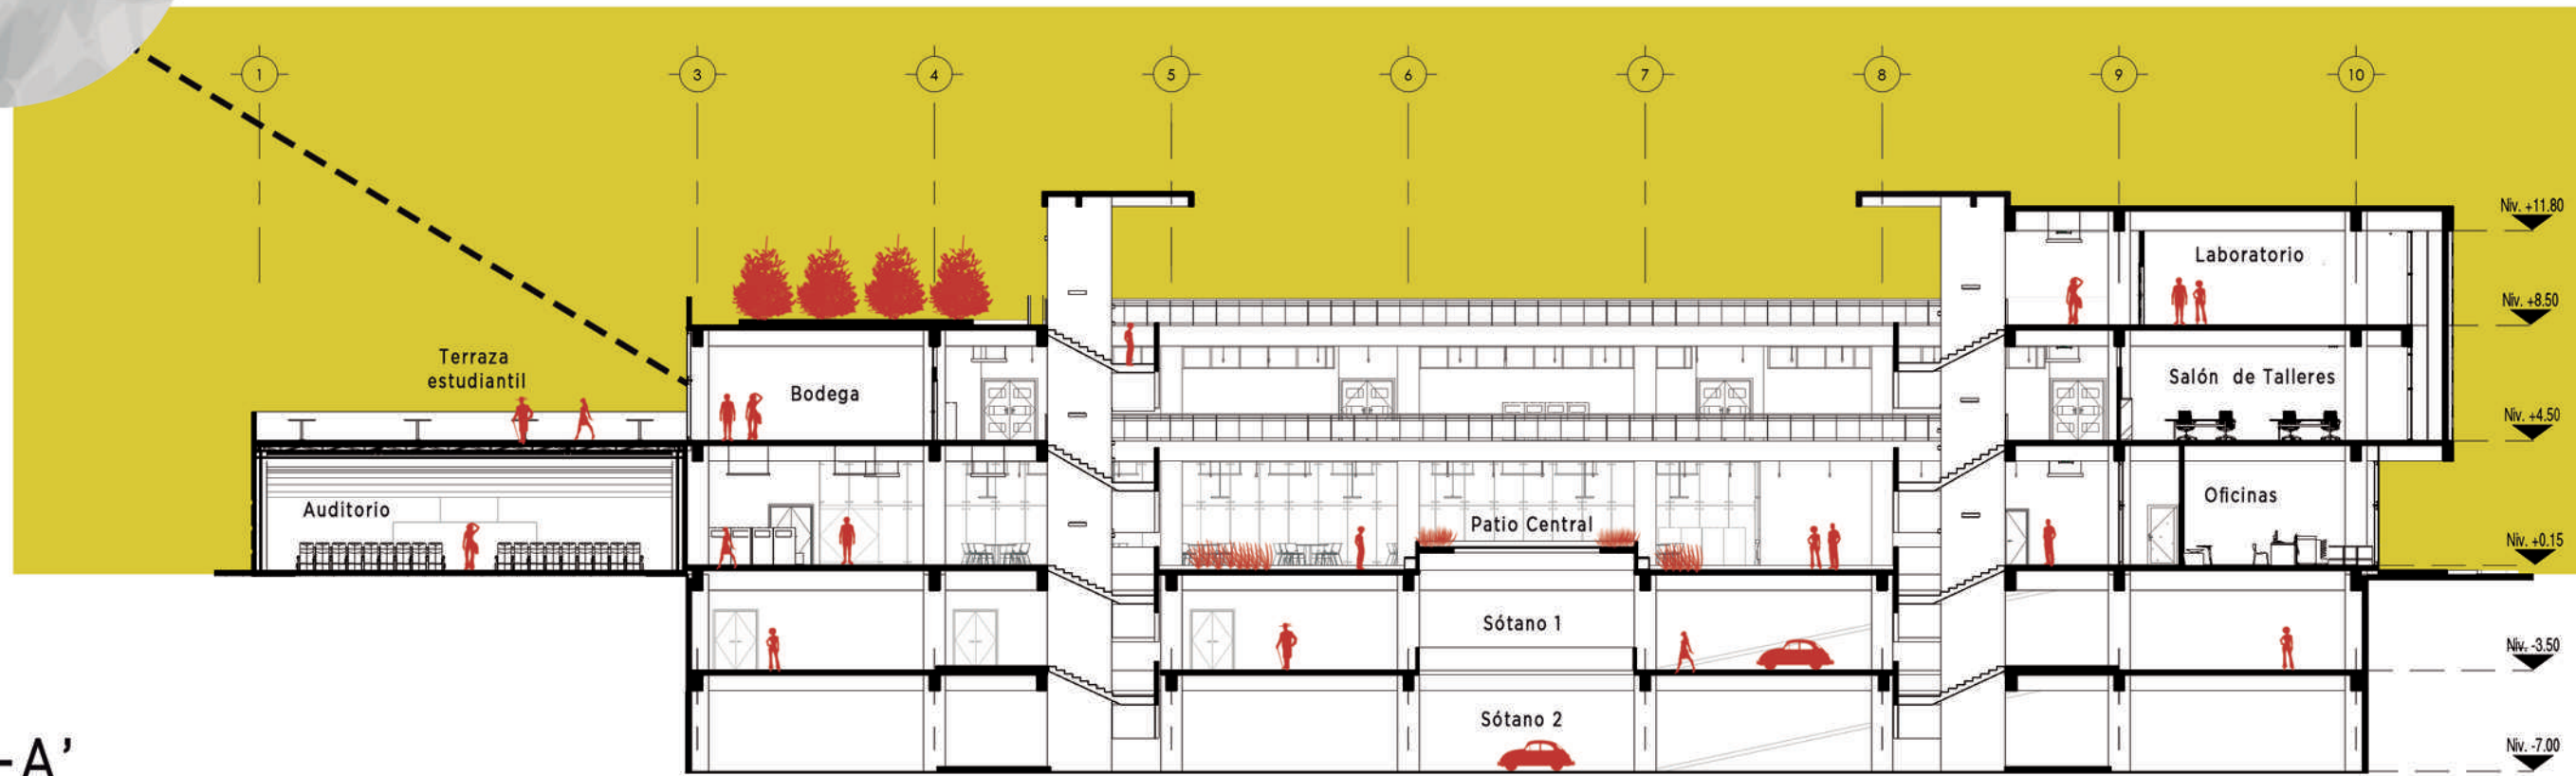 1
3
4
5
6
7
8
9
10
Niv. +11.80
Laboratorio
Niv. +8.50
Terraza
estudiantil
Bodega
Salón de Talleres
Niv. +4.50
Auditorio
Patio Central
Oficinas
Niv. +0.15
Sótano 1
Niv. -3.50
Sótano 2
Niv. -7.00
-A’